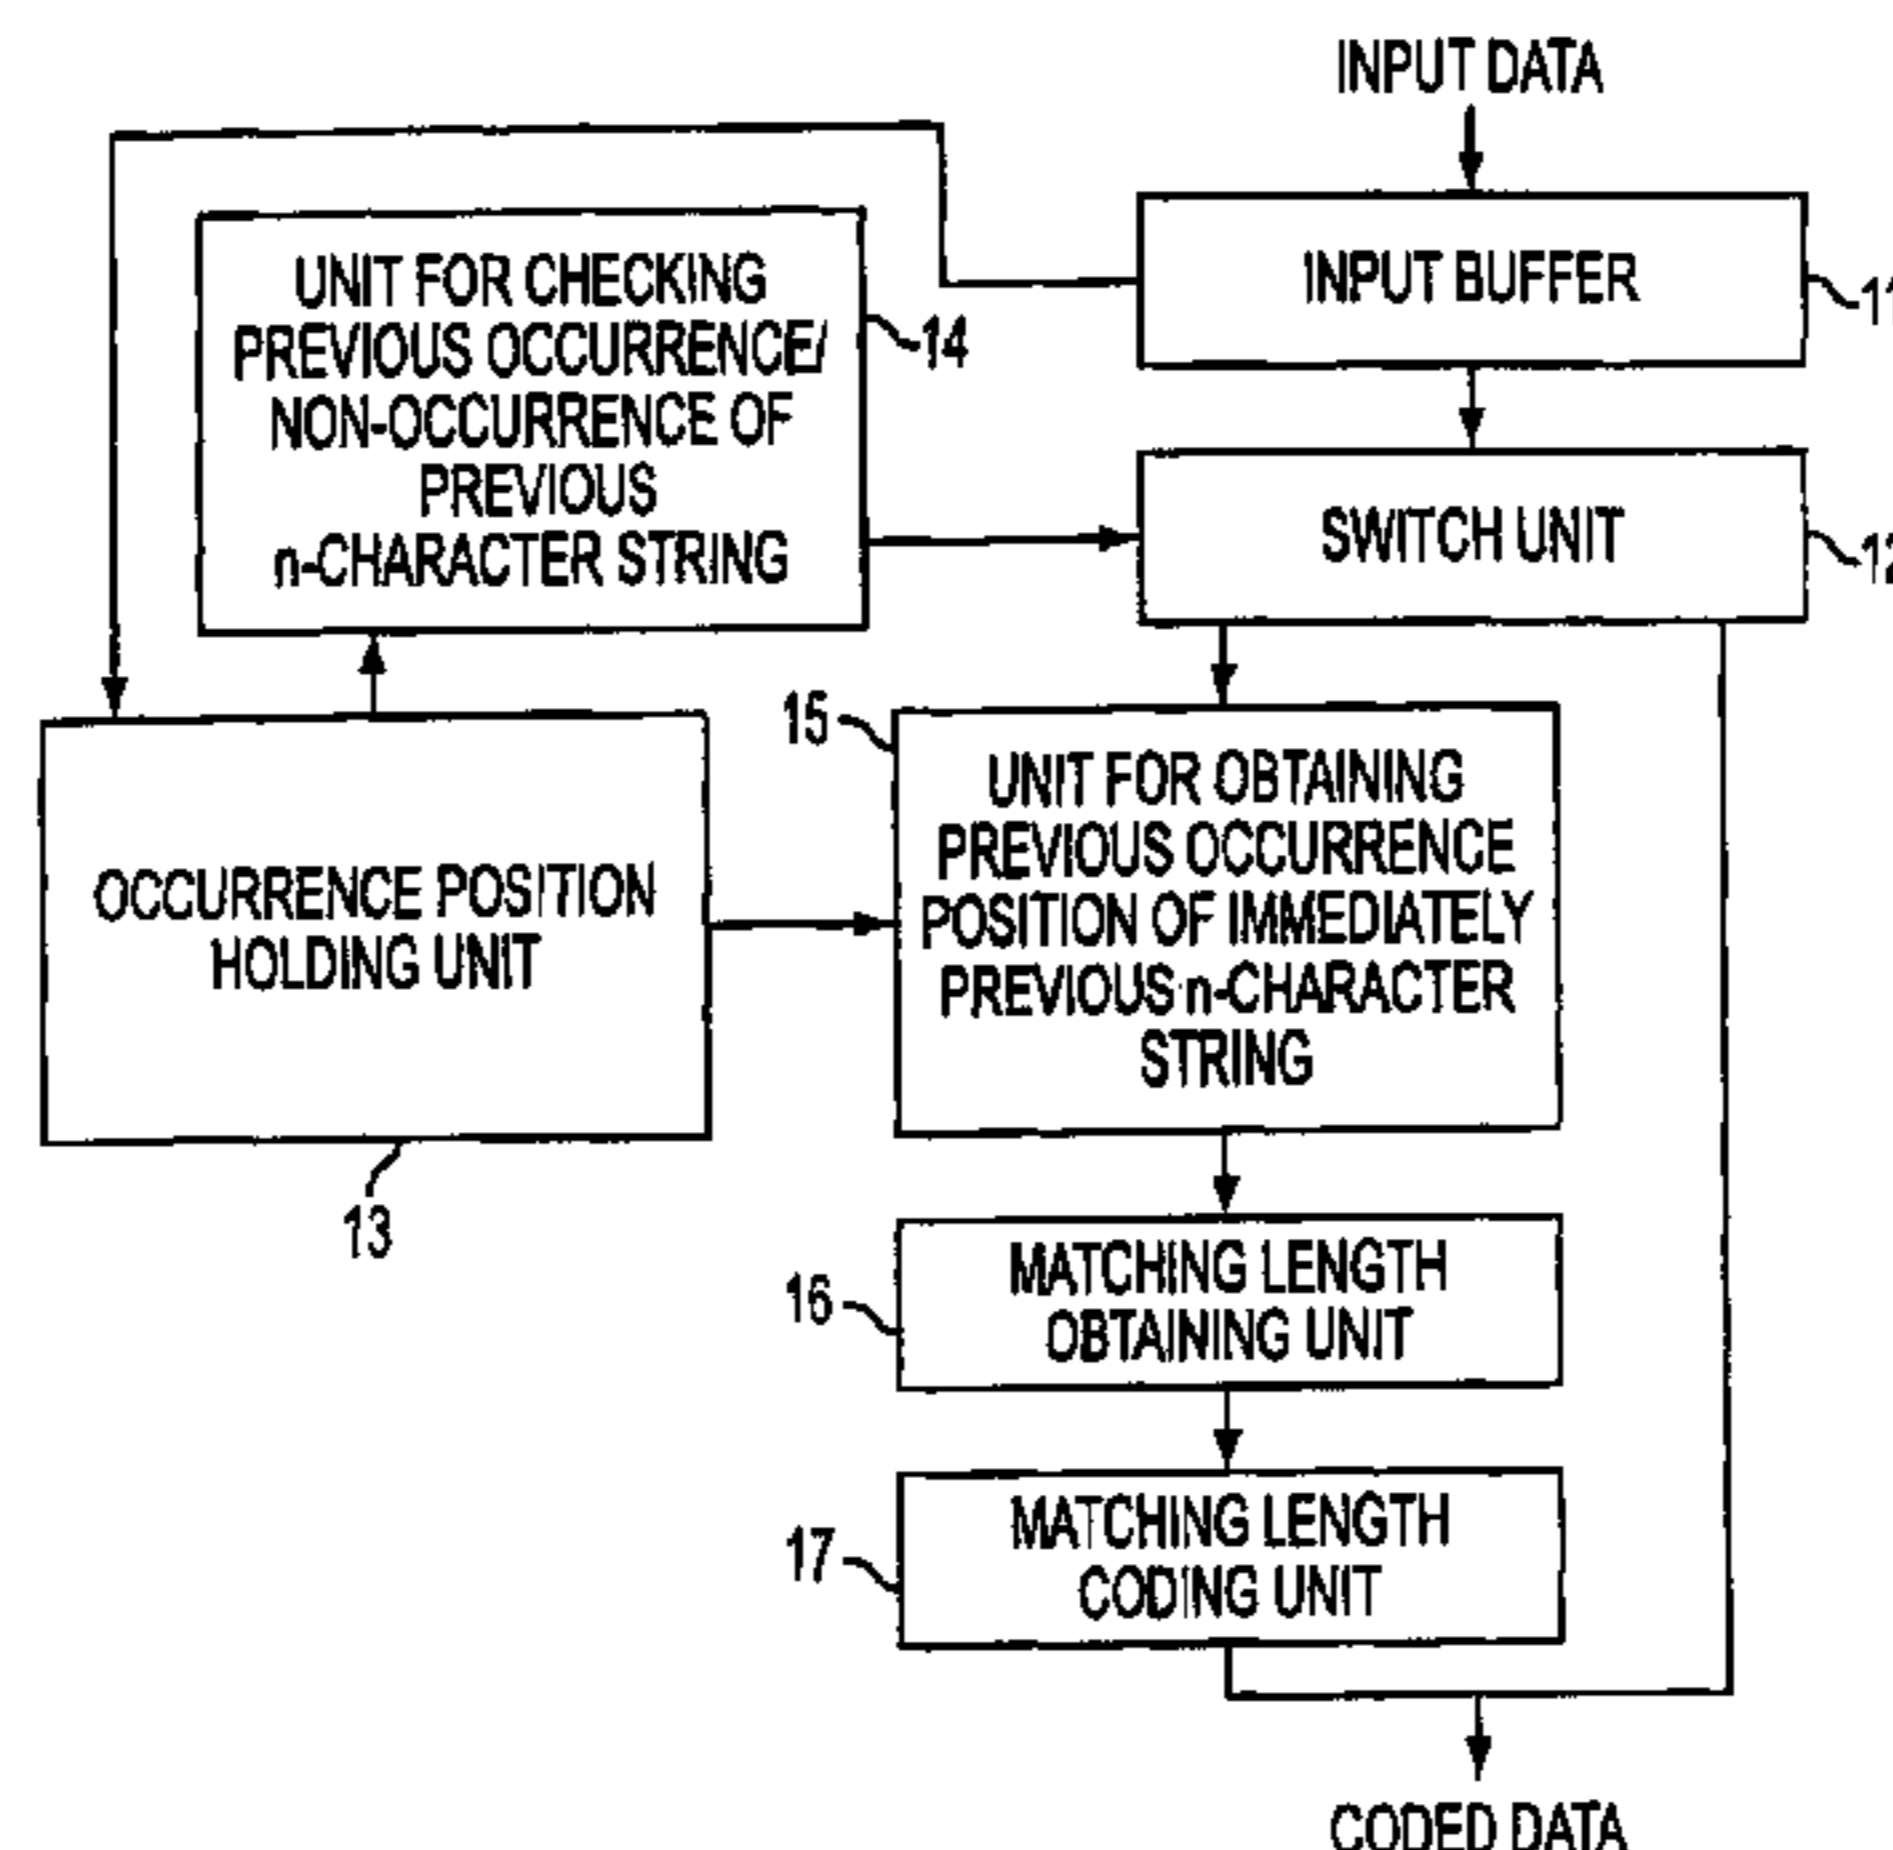 INPUT DATA
INPUT BUFFER
11
UNIT FOR CHECKING
PREVIOUS OCCURRENCE/
NON-OCCURRENCE OF
PREVIOUS
n-CHARACTER STRING
14
SWITCH UNIT
12
15
UNIT FOR OBTAINING
PREVIOUS OCCURRENCE
POSITION OF IMMEDIATELY
PREVIOUS n-CHARACTER
STRING
OCCURRENCE POSITION
HOLDING UNIT
13
16
MATCHING LENGTH
OBTAINING UNIT
17
MATCHING LENGTH
CODING UNIT
CODED DATA